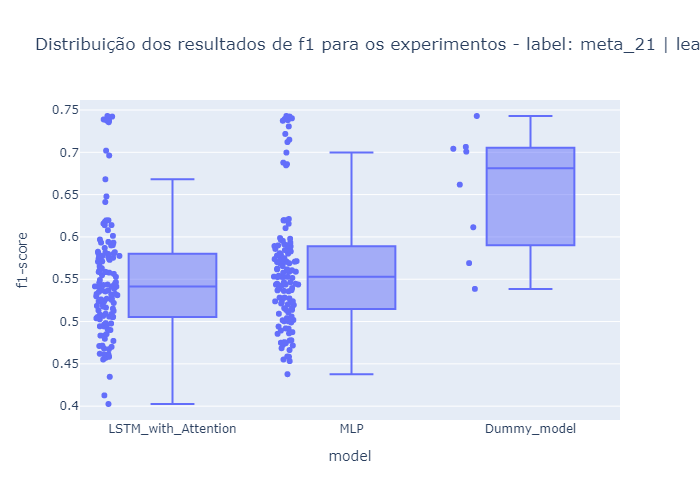 Distribuição dos resultados de f1 para os experimentos - label: meta_21 | lea
0.75
0.7
0.65
0.6
0.55
0.5
0.45
0.4
f1-score
LSTM_with_Attention
MLP
Dummy_model
model